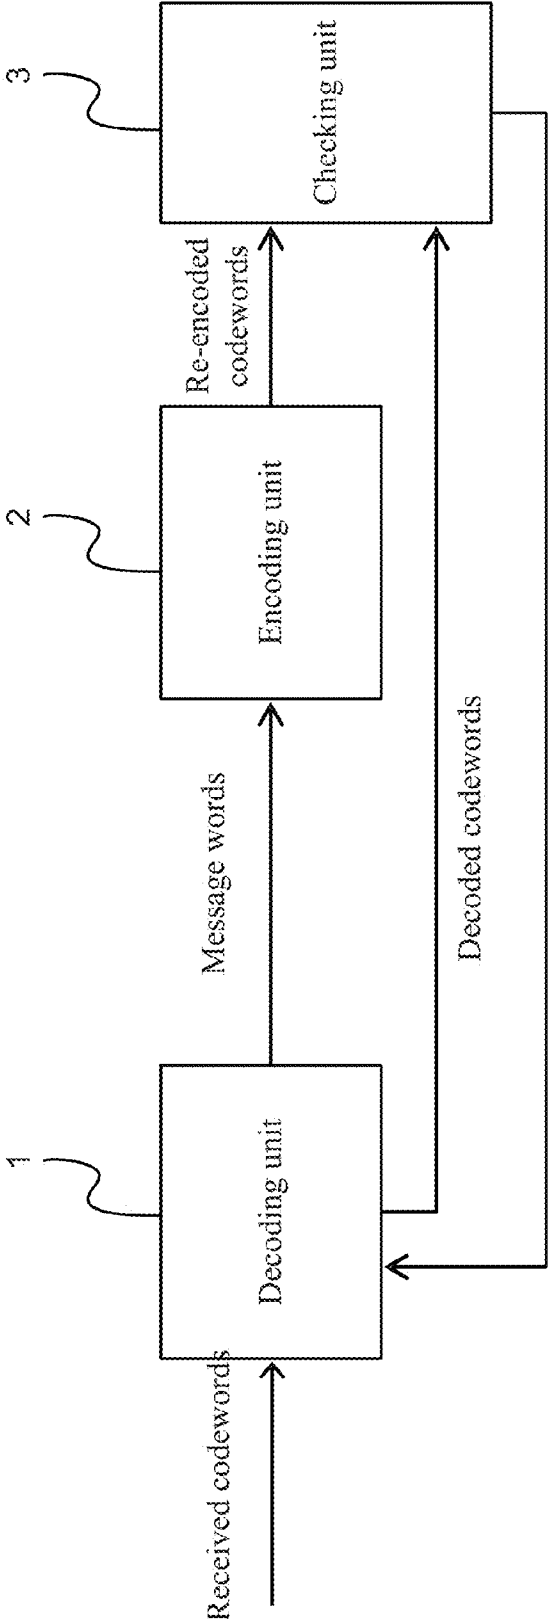 1
2
3
Received codewords
Decoding unit
Message words
Encoding unit
Re-encoded
codewords
Checking unit
Decoded codewords